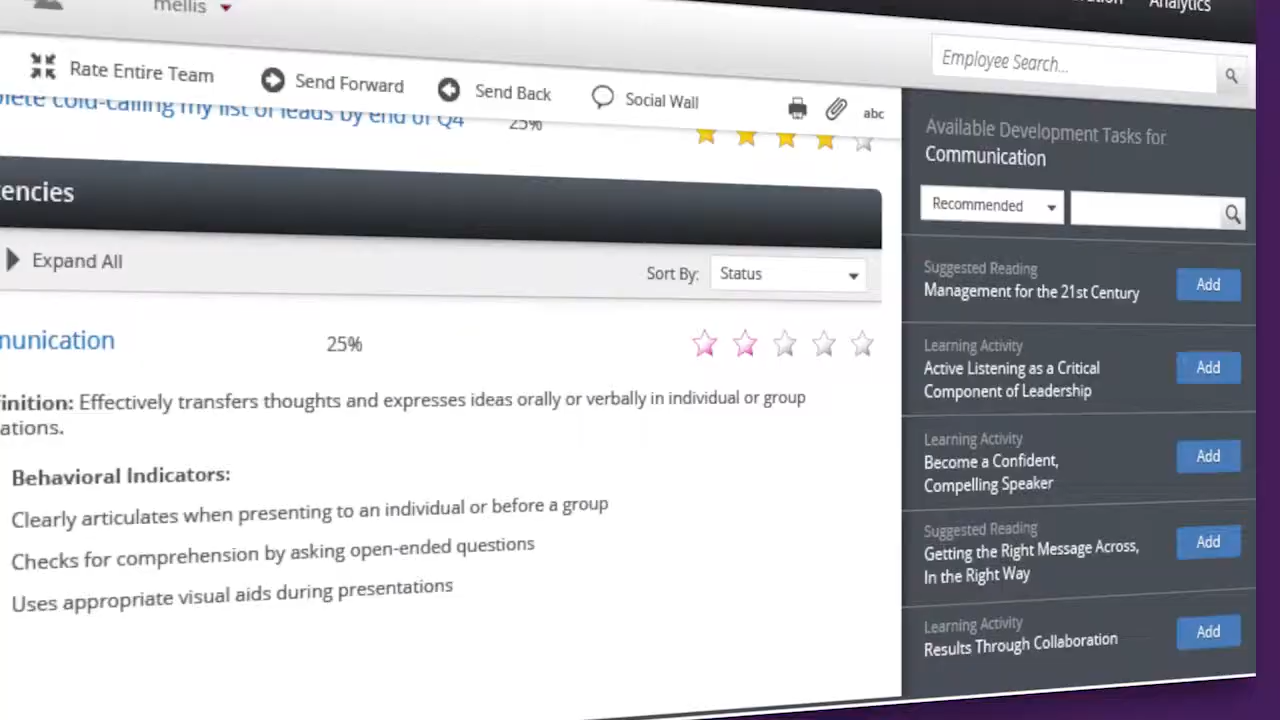 mellis
Analytics
Employee Search...
Rate Entire Team
Send Forward
Send Back
Social Wall
abc
cold-calling my list of leads by end of Q4
25%
encies
Expand All
Sort By:
Status
munication
25%
finition: Effectively transfers thoughts and expresses ideas orally or verbally in individual or group
ations.
Behavioral Indicators:
Clearly articulates when presenting to an individual or before a group
Checks for comprehension by asking open-ended questions
Uses appropriate visual aids during presentations
Available Development Tasks for
Communication
Recommended
Suggested Reading
Management for the 21st Century
Add
Learning Activity
Active Listening as a Critical
Component of Leadership
Add
Learning Activity
Become a Confident,
Compelling Speaker
Add
Suggested Reading
Getting the Right Message Across,
In the Right Way
Add
Learning Activity
Results Through Collaboration
Add